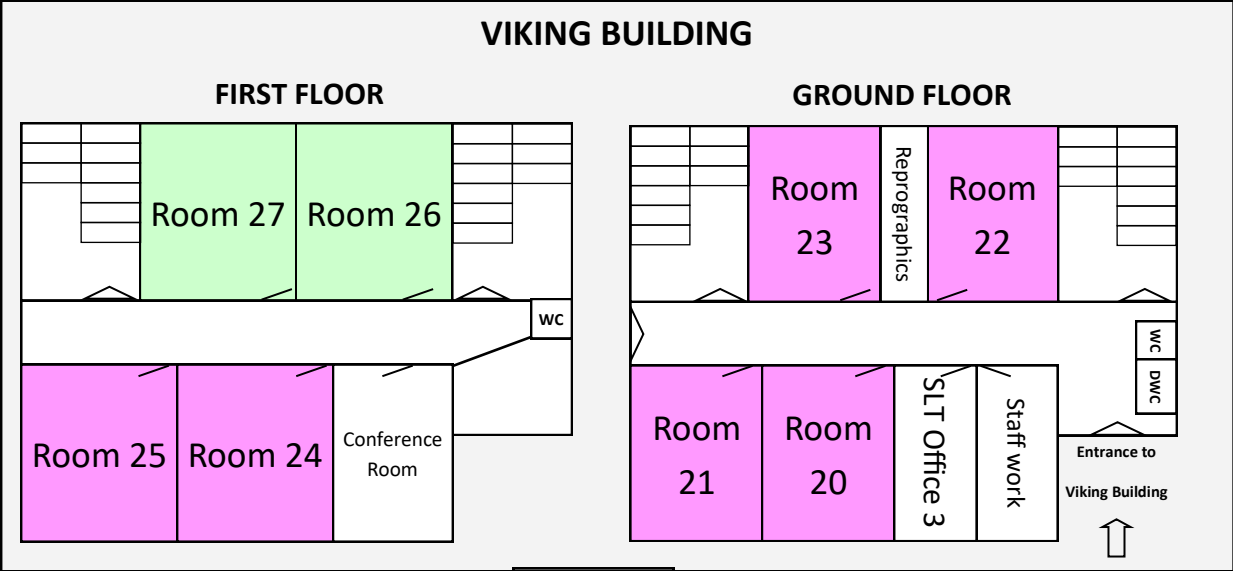 VIKING BUILDING
FIRST FLOOR
Room 27
Room 26
WC
Room 25
Room 24
Conference
Room
GROUND FLOOR
Room
23
Reprographics
Room
22
WC
DWC
Room
21
Room
20
SLT Office 3
Staff work
Entrance to
Viking Building